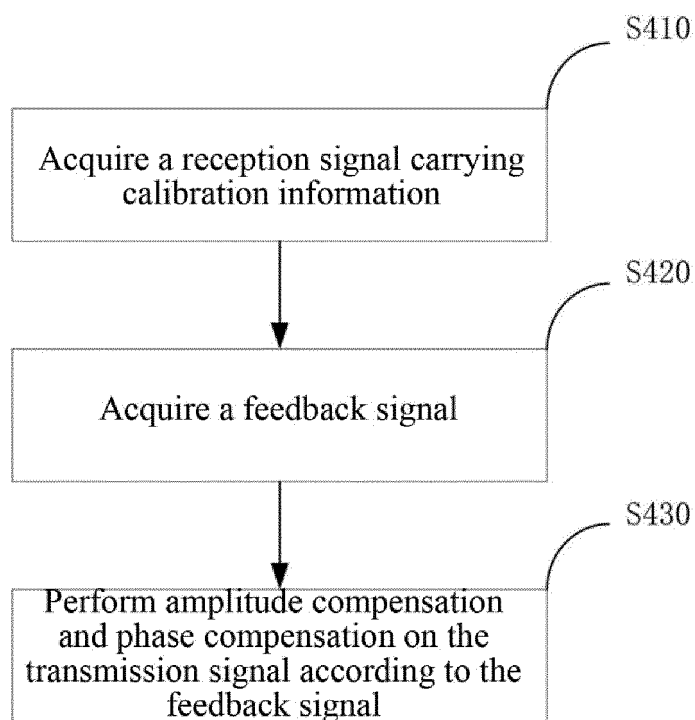 S410
Acquire a reception signal carrying
calibration information
S420
Acquire a feedback signal
S430
Perform amplitude compensation
and phase compensation on the
transmission signal according to the
feedback signal